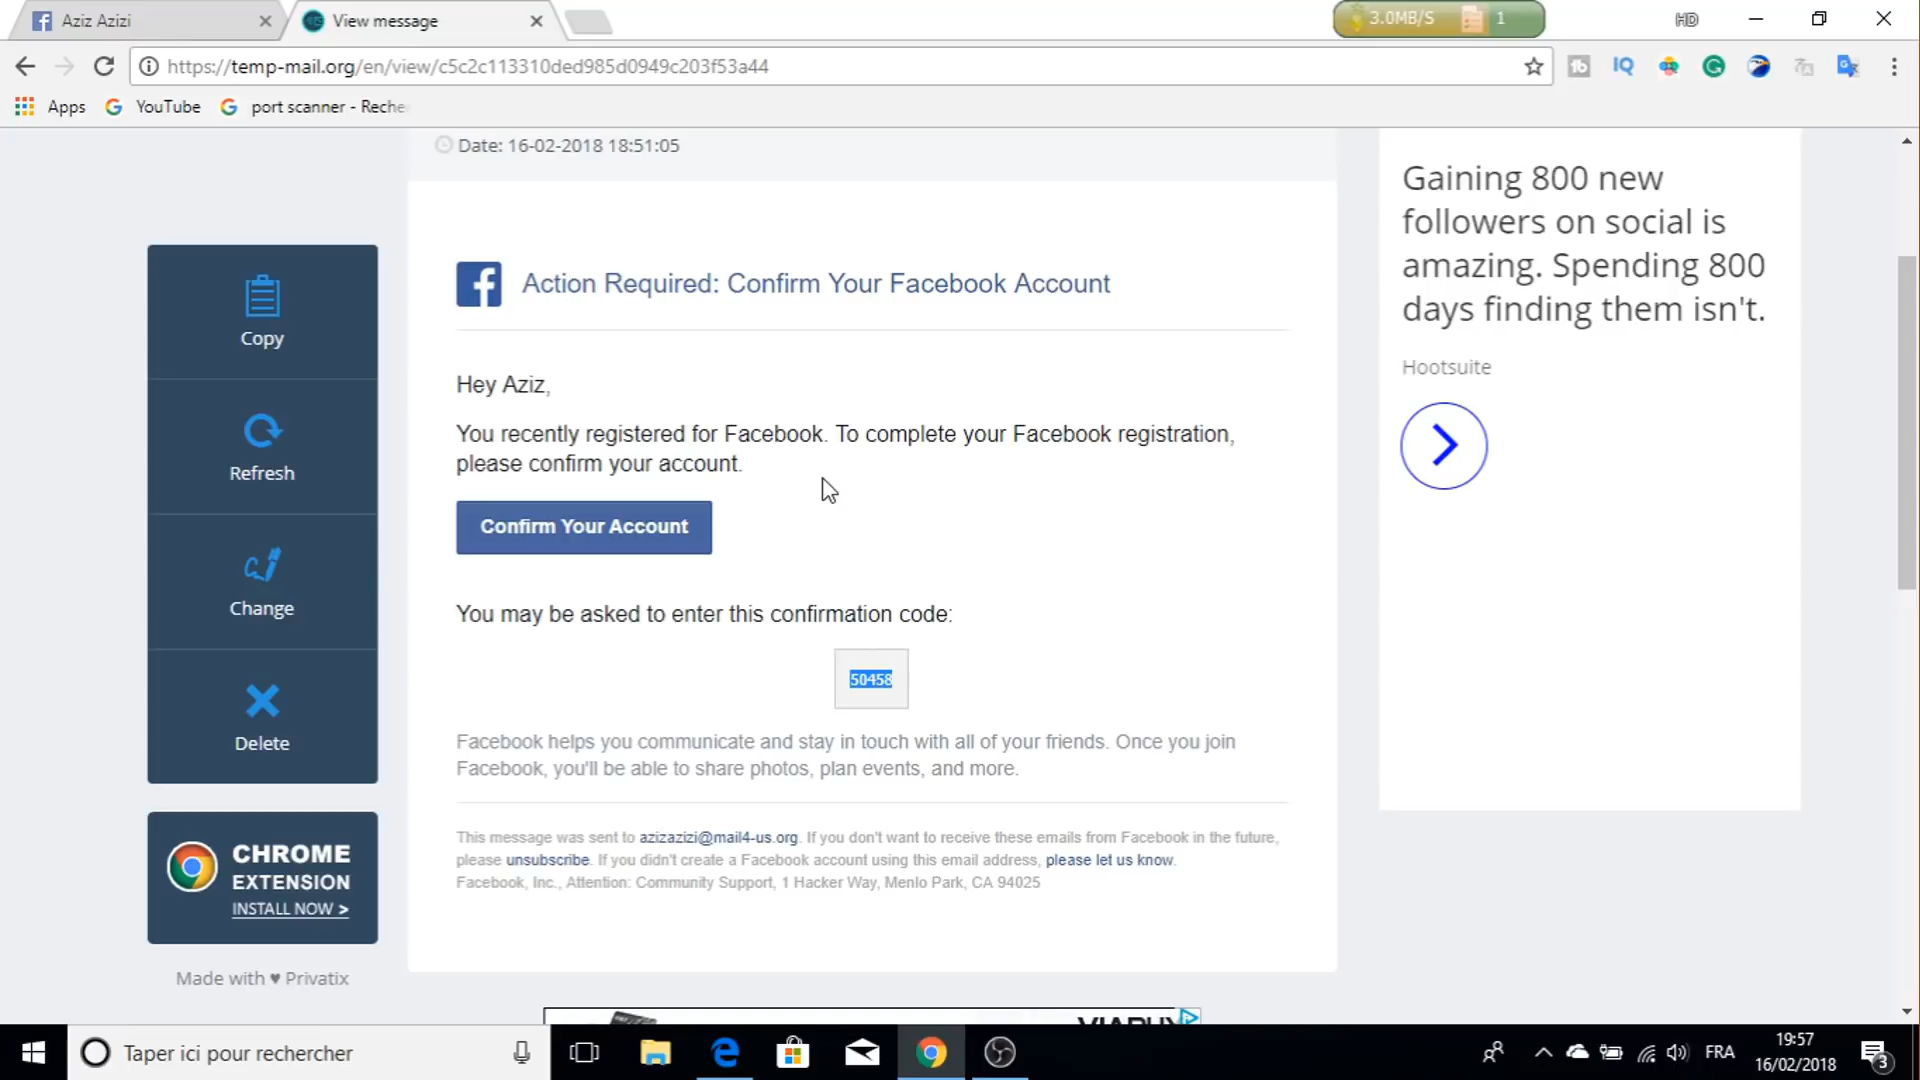 Aziz Azizi
View message
3.0MB/S
1
HD
https://temp-mail.org/en/view/c5c2c113310ded985d0949c203f53a44
Apps
YouTube
port scanner - Reche
Date: 16-02-2018 18:51:05
Copy
Refresh
Change
Delete
CHROME
EXTENSION
INSTALL NOW >
Made with ♥ Privatix
Action Required: Confirm Your Facebook Account
Hey Aziz,
You recently registered for Facebook. To complete your Facebook registration,
please confirm your account.
Confirm Your Account
You may be asked to enter this confirmation code:
50458
Facebook helps you communicate and stay in touch with all of your friends. Once you join
Facebook, you'll be able to share photos, plan events, and more.
This message was sent to azizazizi@mail4-us.org. If you don't want to receive these emails from Facebook in the future,
please unsubscribe. If you didn't create a Facebook account using this email address, please let us know.
Facebook, Inc., Attention: Community Support, 1 Hacker Way, Menlo Park, CA 94025
Gaining 800 new
followers on social is
amazing. Spending 800
days finding them isn't.
Hootsuite
Taper ici pour rechercher
FRA
19:57
16/02/2018
3